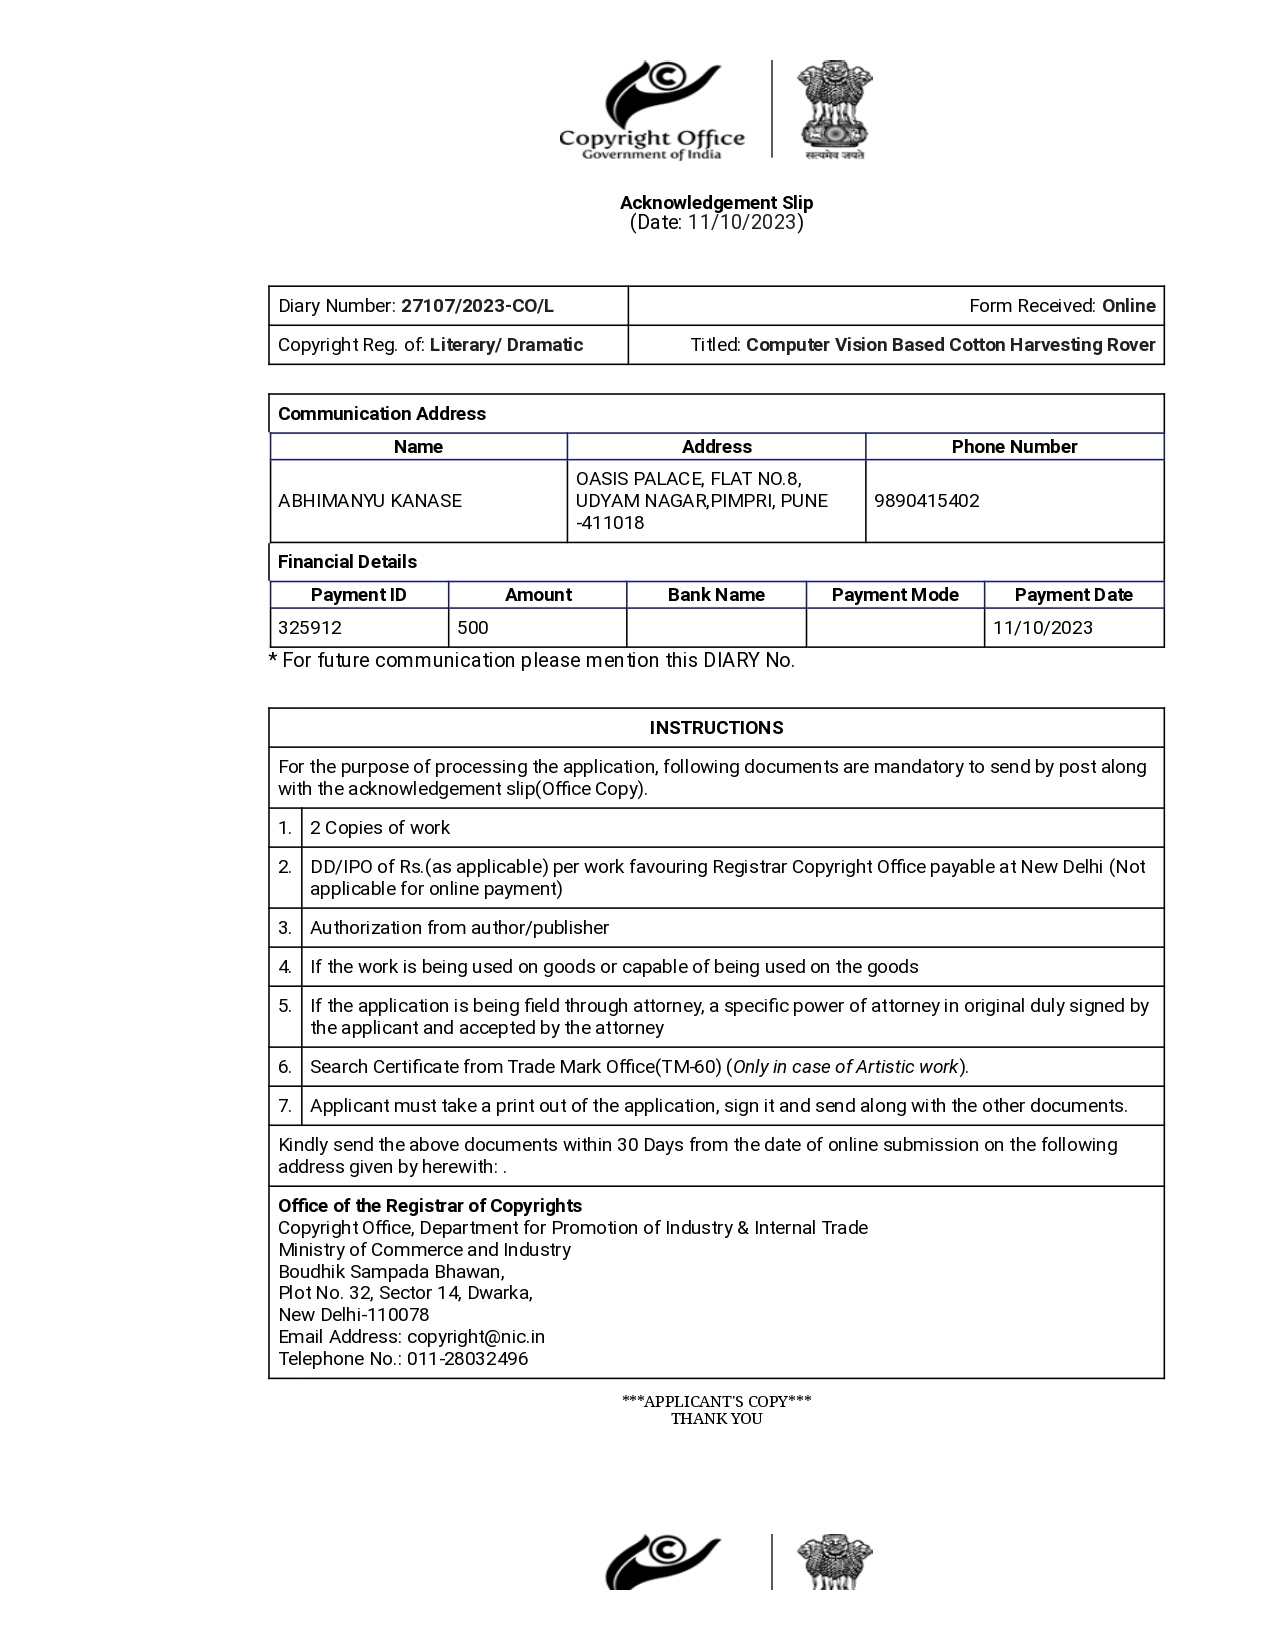 Copyright Office
Government of India
सत्यमेव जयते
Acknowledgement Slip
(Date: 11/10/2023)
Diary Number: 27107/2023-CO/L
Form Received: Online
Copyright Reg. of: Literary/ Dramatic
Titled: Computer Vision Based Cotton Harvesting Rover
Communication Address
Name Address Phone Number
ABHIMANYU KANASE
OASIS PALACE, FLAT NO.8,
UDYAM NAGAR,PIMPRI, PUNE
-411018
9890415402
Financial Details
Payment ID Amount Bank Name Payment Mode Payment Date
325912 500 11/10/2023
* For future communication please mention this DIARY No.
INSTRUCTIONS
For the purpose of processing the application, following documents are mandatory to send by post along
with the acknowledgement slip(Office Copy).
1. 2 Copies of work
2. DD/IPO of Rs.(as applicable) per work favouring Registrar Copyright Office payable at New Delhi (Not
applicable for online payment)
3. Authorization from author/publisher
4. If the work is being used on goods or capable of being used on the goods
5. If the application is being field through attorney, a specific power of attorney in original duly signed by
the applicant and accepted by the attorney
6. Search Certificate from Trade Mark Office(TM-60) (Only in case of Artistic work).
7. Applicant must take a print out of the application, sign it and send along with the other documents.
Kindly send the above documents within 30 Days from the date of online submission on the following
address given by herewith: .
Office of the Registrar of Copyrights
Copyright Office, Department for Promotion of Industry & Internal Trade
Ministry of Commerce and Industry
Boudhik Sampada Bhawan,
Plot No. 32, Sector 14, Dwarka,
New Delhi-110078
Email Address: copyright@nic.in
Telephone No.: 011-28032496
***APPLICANT'S COPY***
THANK YOU